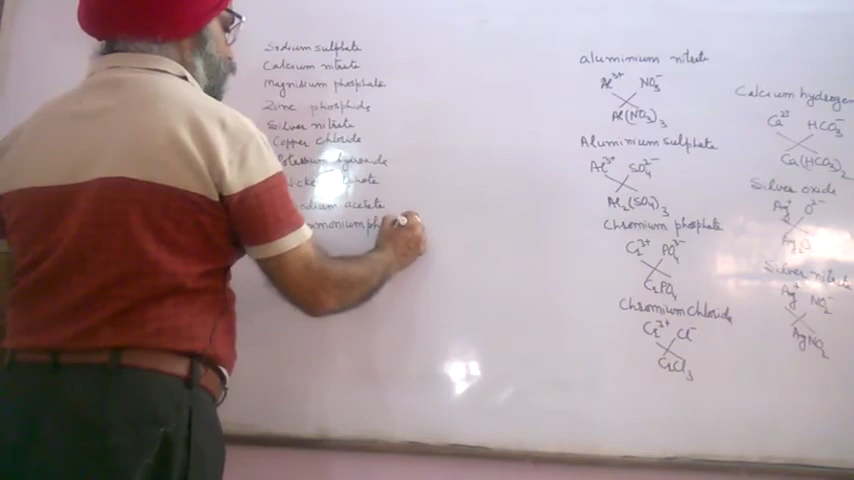 Sodium sulphate
Calcium nitrate
Magnesium phosphate
Zinc phosphide
Silver nitrate
Copper chloride
Potassium hydroxide
acetate
aluminium nitrate
Al³⁺ NO₃⁻
Al(NO₃)₃
Aluminium sulphate
Al³⁺ SO₄²⁻
Al₂(SO₄)₃
Chromium phosphate
Cr³⁺ PO₄³⁻
CrPO₄
Chromium Chloride
Cr³⁺ Cl⁻
CrCl₃
Calcium hydrogen
Ca²⁺ HCO₃⁻
Ca(HCO₃)₂
Silver oxide
Ag⁺ O²⁻
Ag₂O
Ag⁺ NO₂⁻
AgNO₂